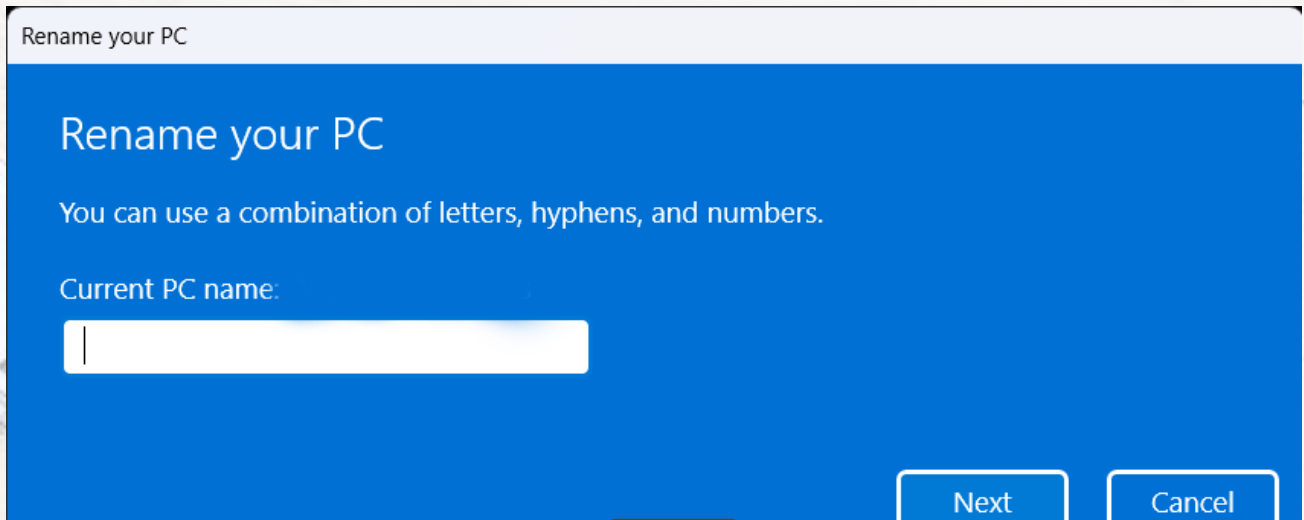 Rename your PC
Rename your PC
You can use a combination of letters, hyphens, and numbers.
Current PC name:
Next
Cancel